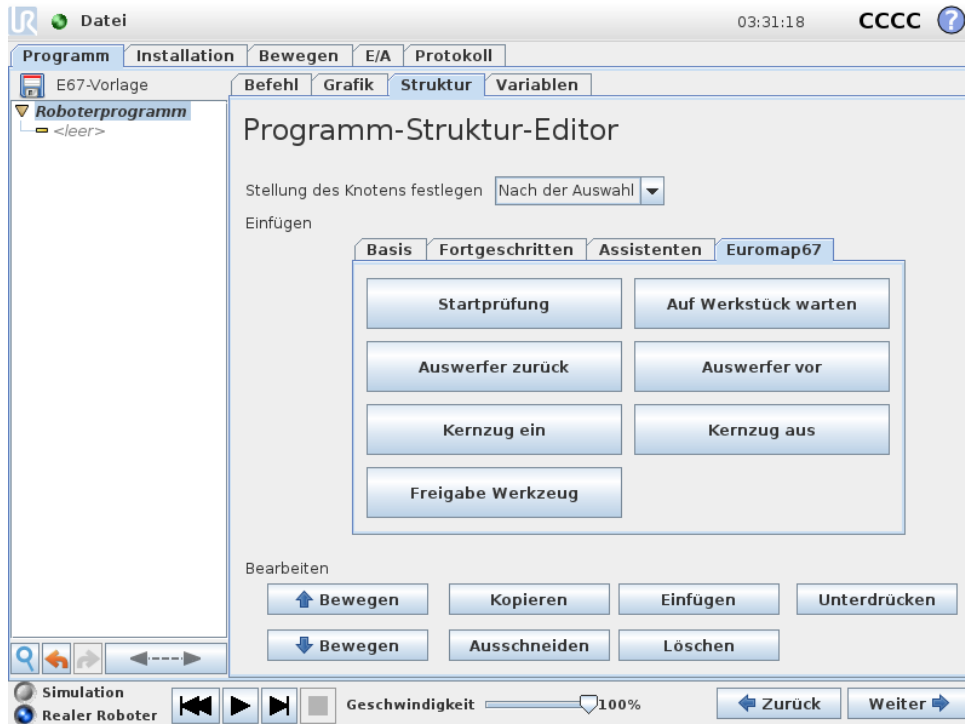 UR Datei 03:31:18 CCCC ?
Programm Installation Bewegen E/A Protokoll
E67-Vorlage Befehl Grafik Struktur Variablen
Roboterprogramm
<leer>
Programm-Struktur-Editor
Stellung des Knotens festlegen Nach der Auswahl
Einfügen
Basis Fortgeschritten Assistenten Euromap67
Startprüfung Auf Werkstück warten
Auswerfer zurück Auswerfer vor
Kernzug ein Kernzug aus
Freigabe Werkzeug
Bearbeiten
Bewegen Kopieren Einfügen Unterdrücken
Bewegen Ausschneiden Löschen
Simulation
Realer Roboter Geschwindigkeit 100% Zurück Weiter